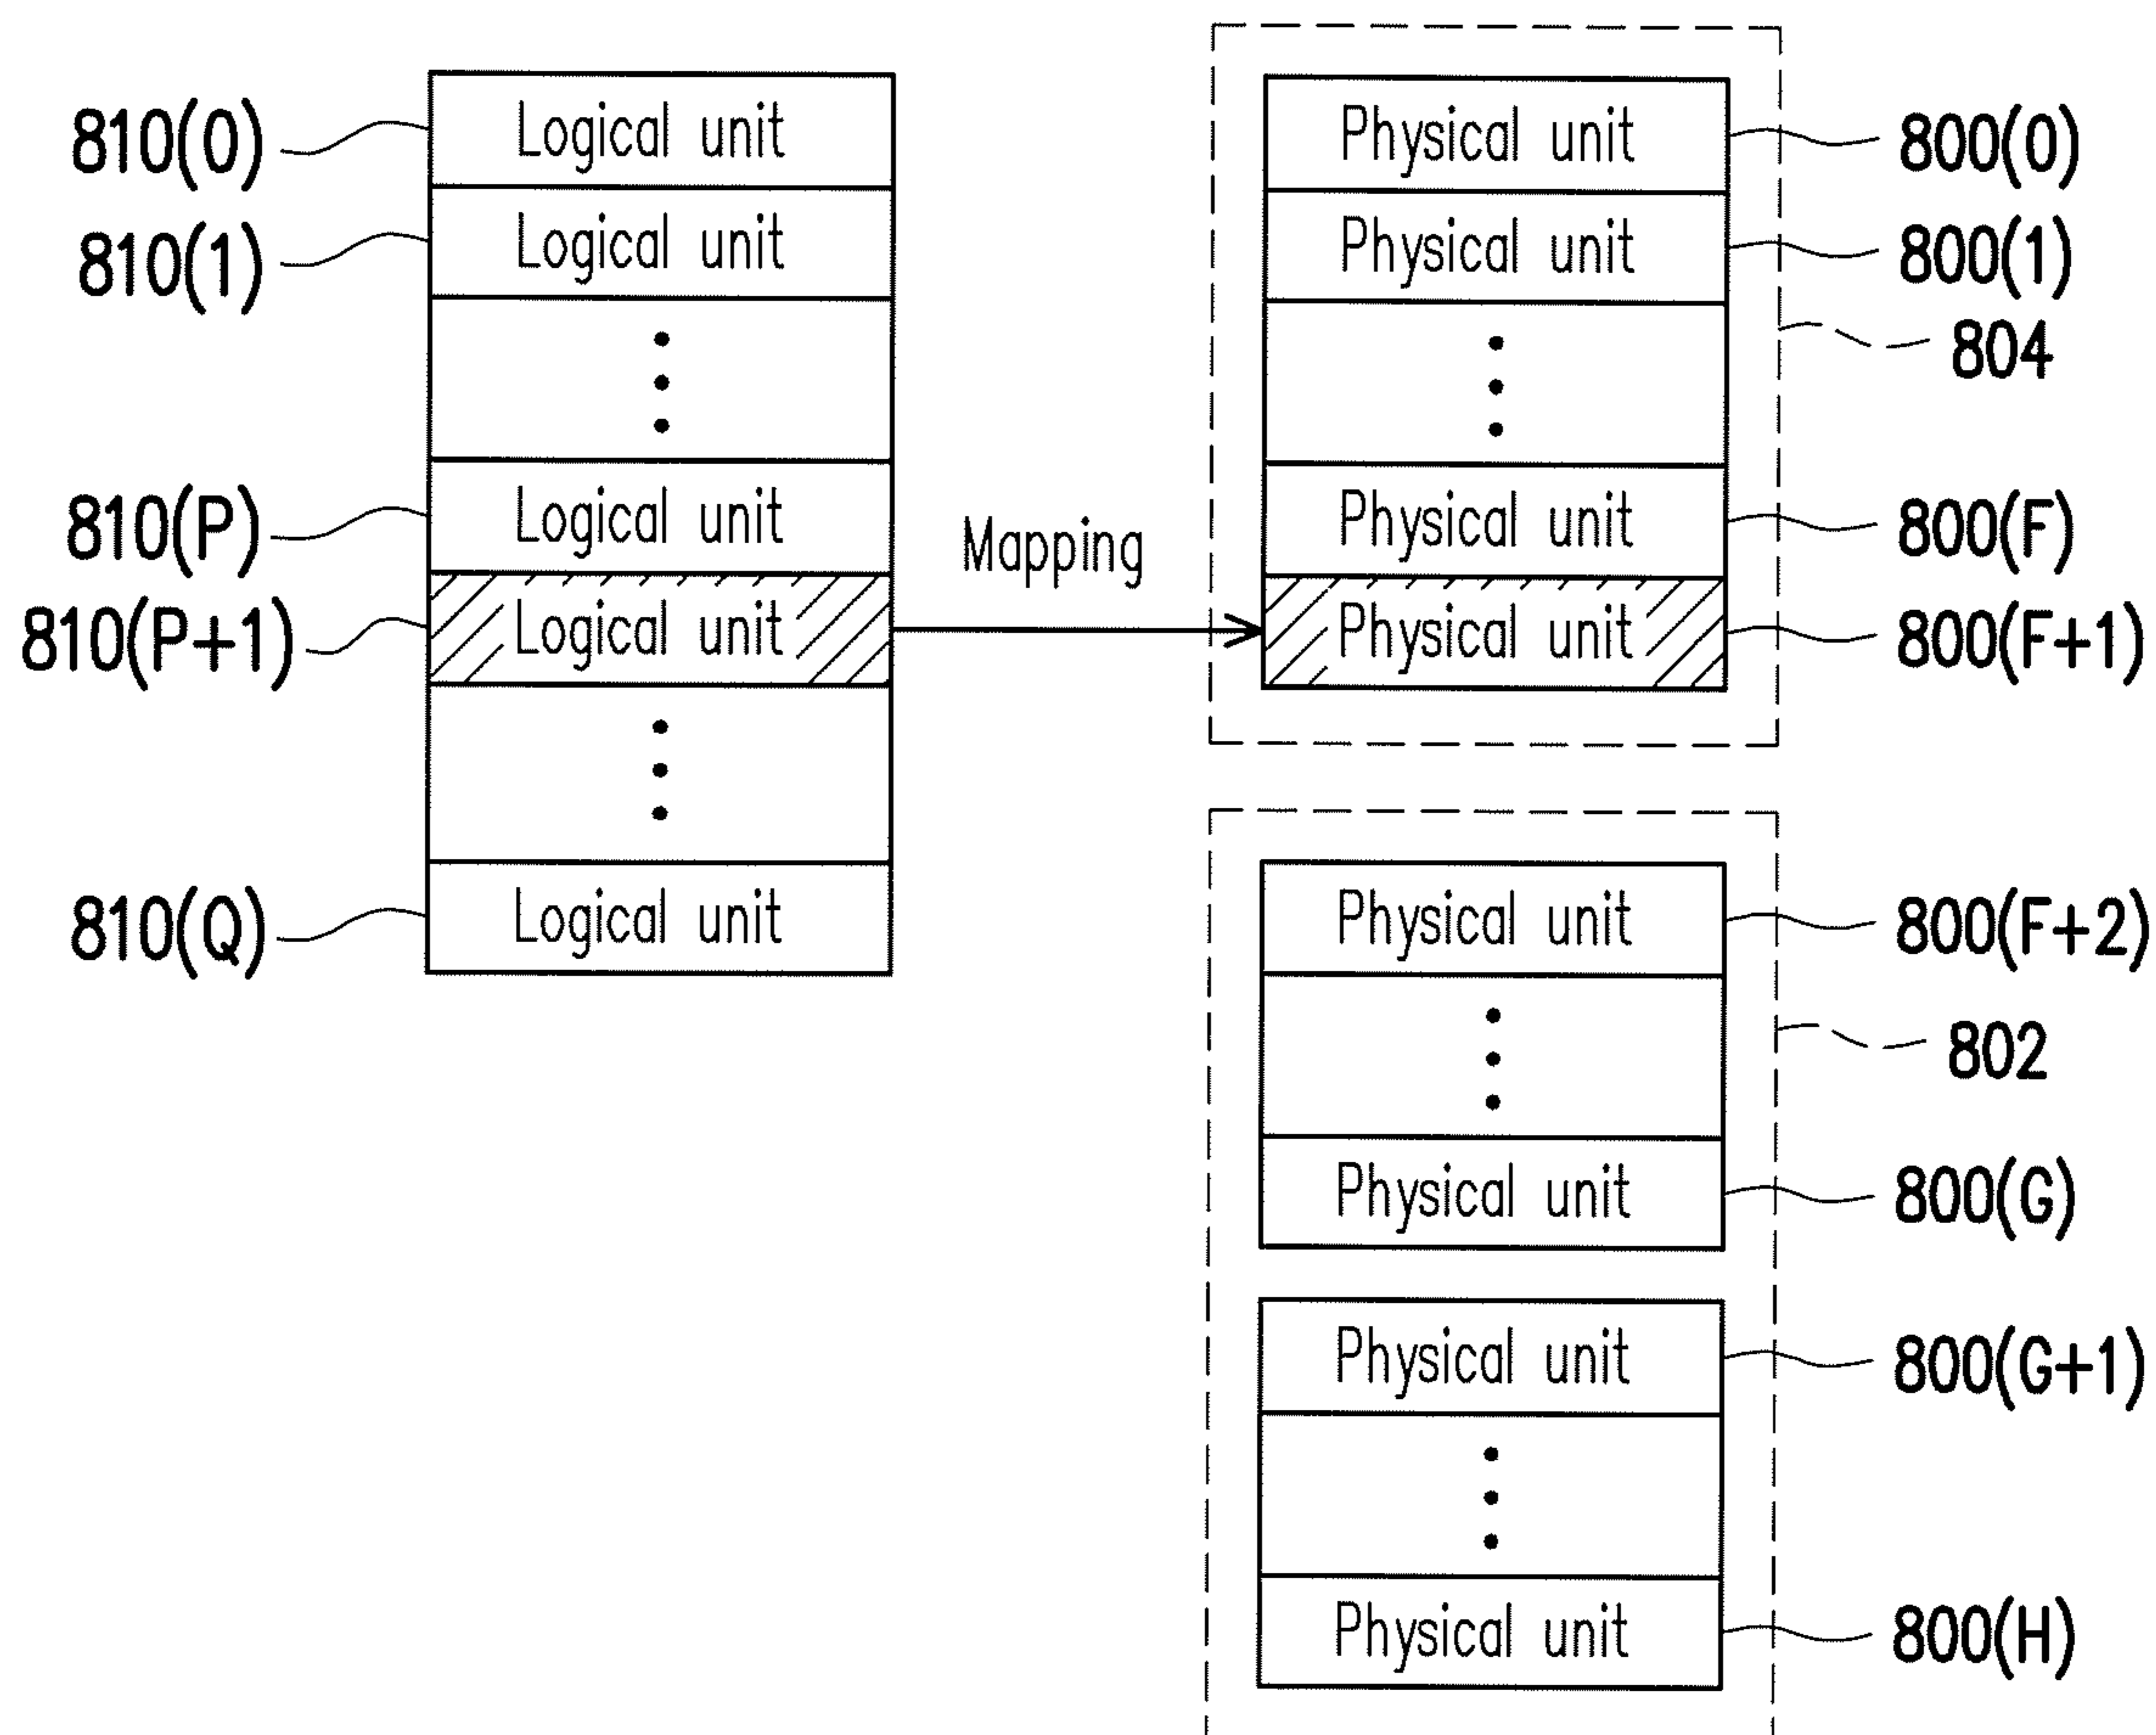 810(0) Logical unit
810(1) Logical unit
810(P) Logical unit
810(P+1) Logical unit
810(Q) Logical unit
Mapping
Physical unit 800(0)
Physical unit 800(1)
804
Physical unit 800(F)
Physical unit 800(F+1)
Physical unit 800(F+2)
802
Physical unit 800(G)
Physical unit 800(G+1)
Physical unit 800(H)